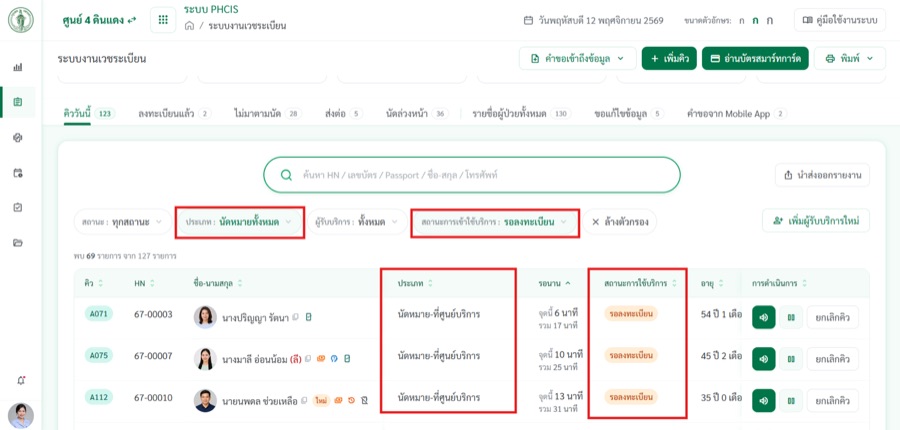 ศูนย์ 4 ดินแดง
ระบบ PHCIS
/ ระบบงานเวชระเบียน
วันพฤหัสบดี 12 พฤศจิกายน 2569
ขนาดตัวอักษร: ก ก ก
คู่มือใช้งานระบบ
ระบบงานเวชระเบียน
คำขอเข้าถึงข้อมูล
+ เพิ่มคิว
อ่านบัตรสมาร์ทการ์ด
พิมพ์
คิววันนี้ 123 ลงทะเบียนแล้ว 2 ไม่มาตามนัด 28 ส่งต่อ 5 นัดล่วงหน้า 36 รายชื่อผู้ป่วยทั้งหมด 130 ขอแก้ไขข้อมูล 5 คำขอจาก Mobile App 2
ค้นหา HN / เลขบัตร / Passport / ชื่อ-สกุล / โทรศัพท์
นำส่งออกรายงาน
สถานะ : ทุกสถานะ ประเภท : นัดหมายทั้งหมด ผู้รับบริการ : ทั้งหมด สถานะการเข้าใช้บริการ : รอลงทะเบียน × ล้างตัวกรอง
เพิ่มผู้รับบริการใหม่
พบ 69 รายการ จาก 127 รายการ
คิว HN ชื่อ-นามสกุล ประเภท รอนาน สถานะการใช้บริการ อายุ การดำเนินการ
A071 67-00003 นางปริญญา รัตนา นัดหมาย-ที่ศูนย์บริการ จุดนี้ 6 นาที รอลงทะเบียน 54 ปี 1 เดือ ยกเลิกคิว
รวม 17 นาที
A075 67-00007 นางมาลี อ่อนน้อม (ลี) นัดหมาย-ที่ศูนย์บริการ จุดนี้ 10 นาที รอลงทะเบียน 45 ปี 2 เดือ ยกเลิกคิว
รวม 25 นาที
A112 67-00010 นายนพดล ช่วยเหลือ ใหม่ นัดหมาย-ที่ศูนย์บริการ จุดนี้ 13 นาที รอลงทะเบียน 35 ปี 0 เดือ ยกเลิกคิว
รวม 31 นาที